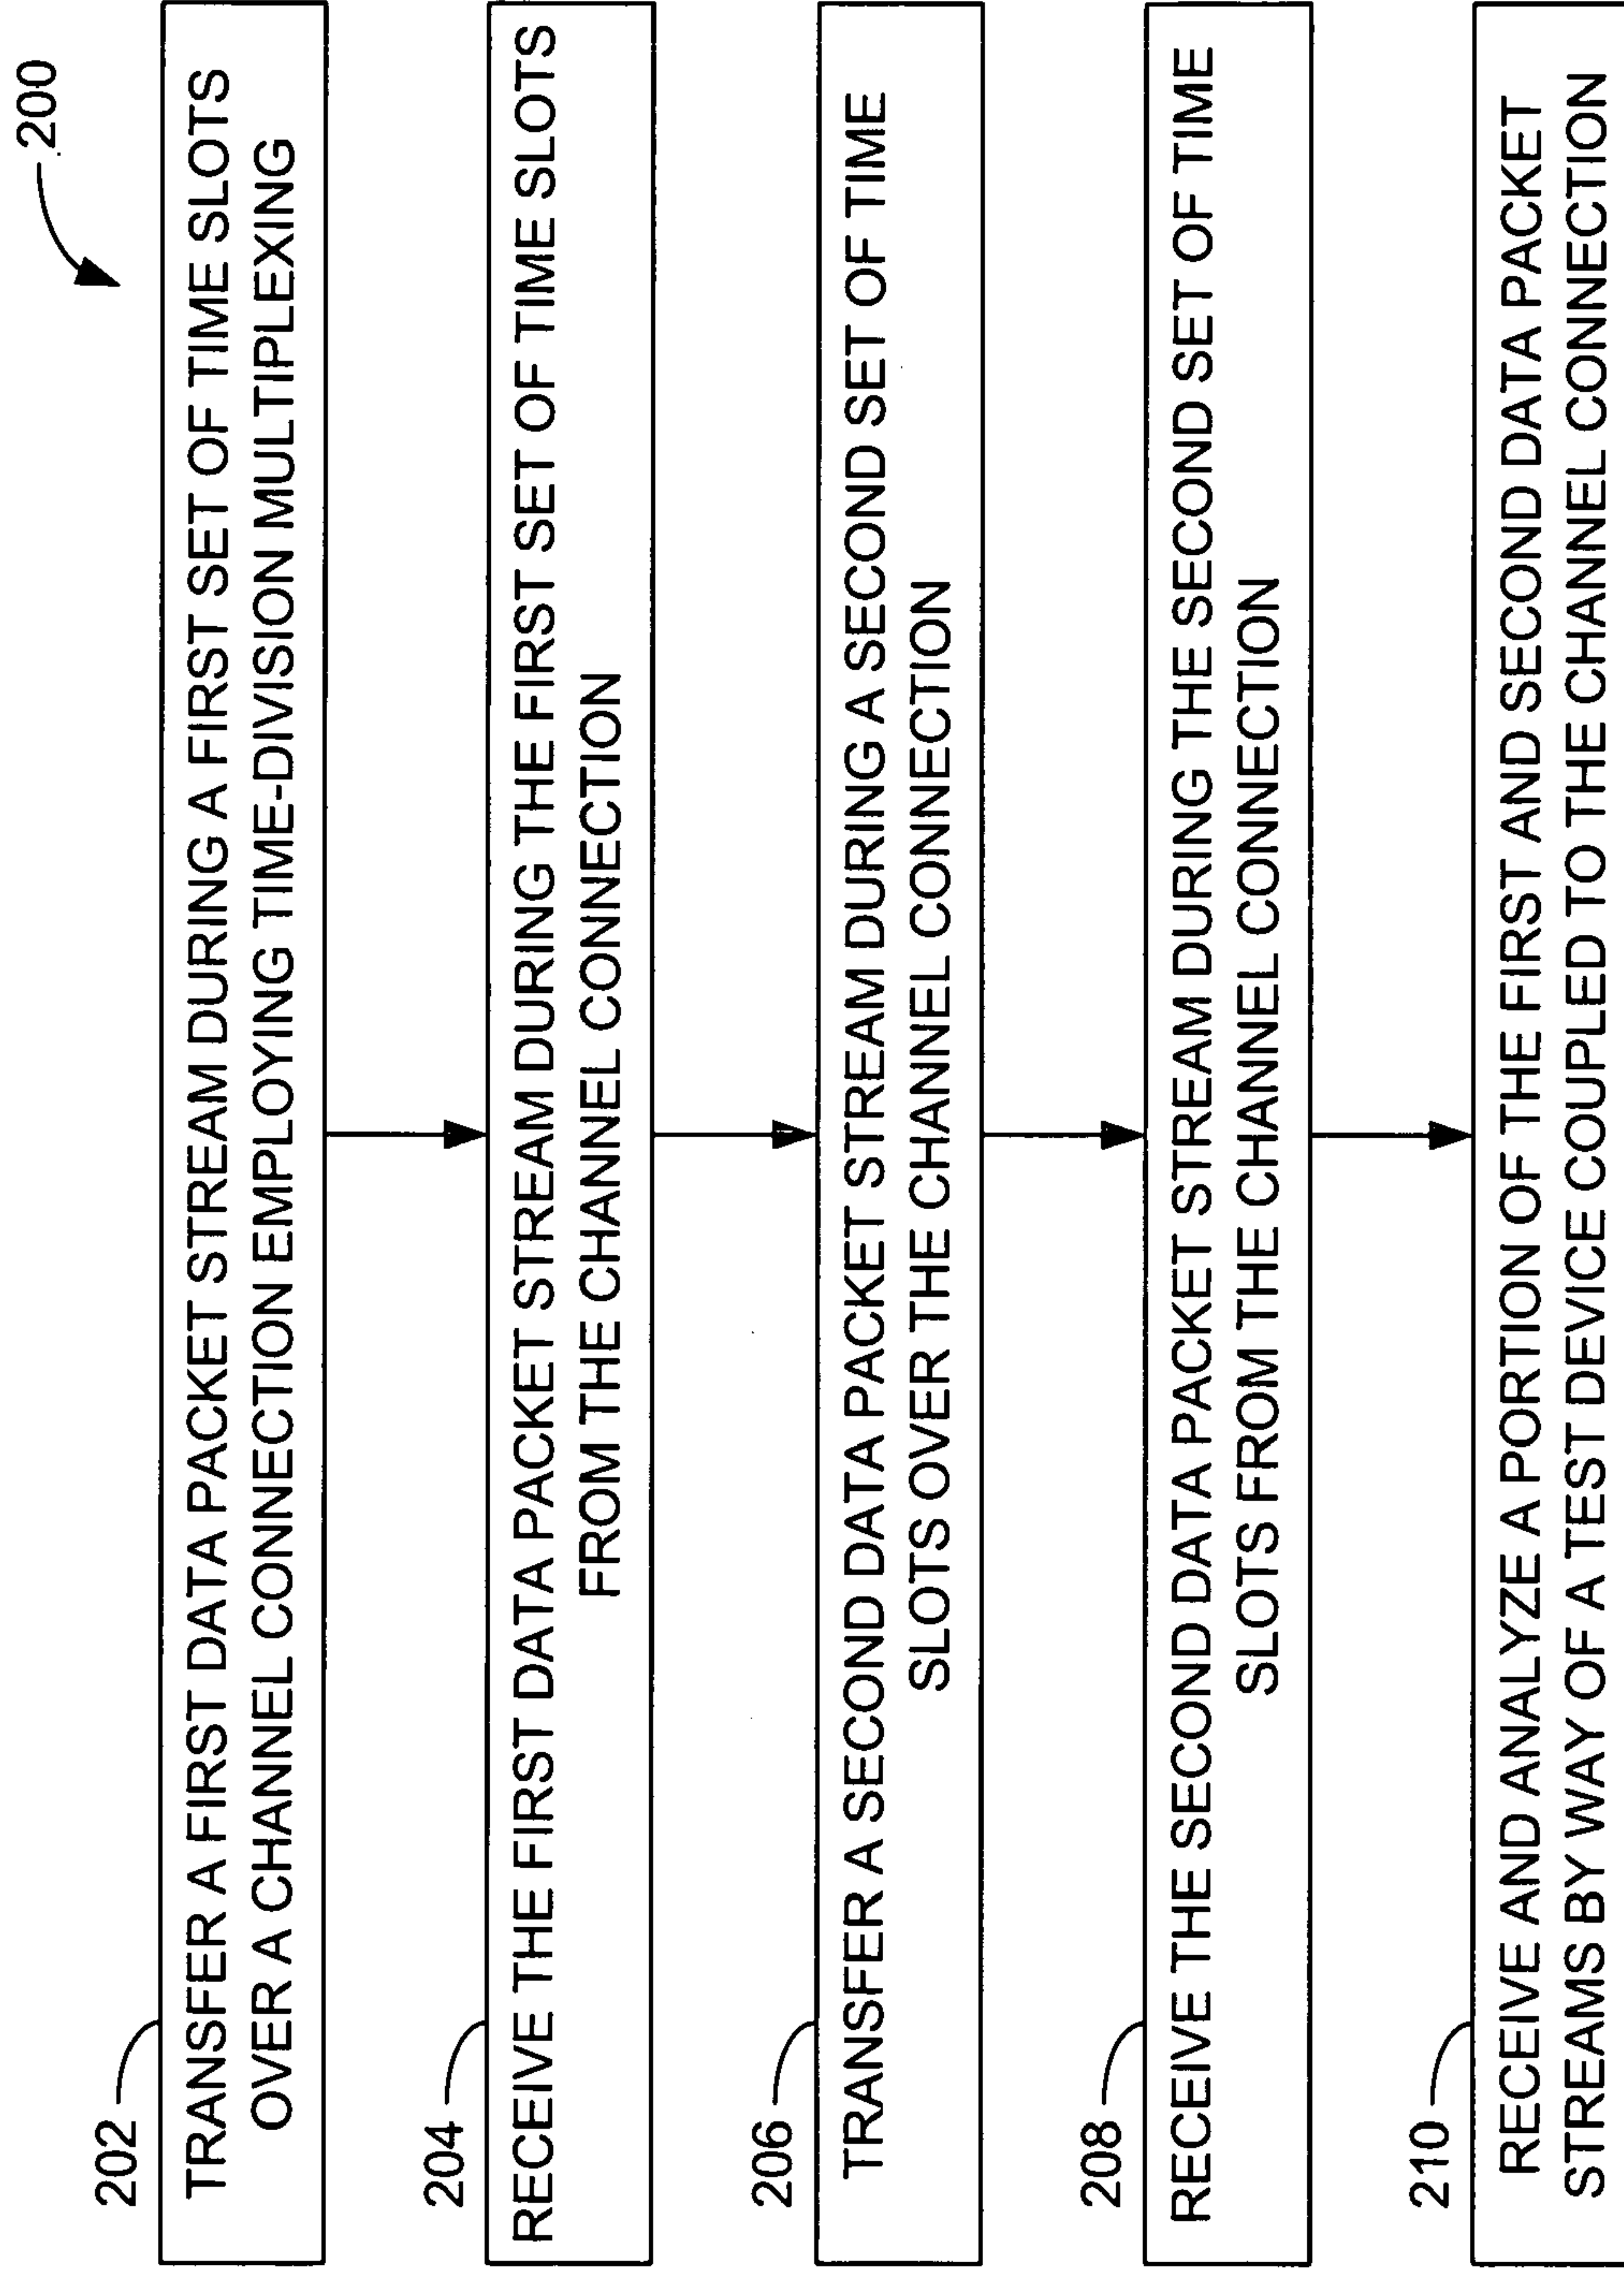 200
202
TRANSFER A FIRST DATA PACKET STREAM DURING A FIRST SET OF TIME SLOTS
OVER A CHANNEL CONNECTION EMPLOYING TIME-DIVISION MULTIPLEXING
204
RECEIVE THE FIRST DATA PACKET STREAM DURING THE FIRST SET OF TIME SLOTS
FROM THE CHANNEL CONNECTION
206
TRANSFER A SECOND DATA PACKET STREAM DURING A SECOND SET OF TIME
SLOTS OVER THE CHANNEL CONNECTION
208
RECEIVE THE SECOND DATA PACKET STREAM DURING THE SECOND SET OF TIME
SLOTS FROM THE CHANNEL CONNECTION
210
RECEIVE AND ANALYZE A PORTION OF THE FIRST AND SECOND DATA PACKET
STREAMS BY WAY OF A TEST DEVICE COUPLED TO THE CHANNEL CONNECTION